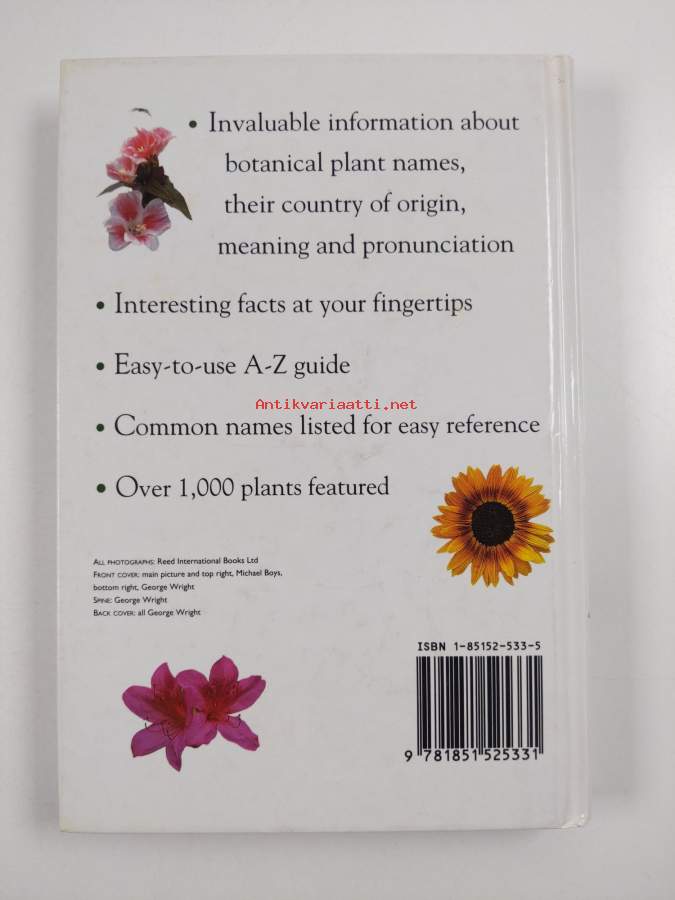 • Invaluable information about
botanical plant names,
their country of origin,
meaning and pronunciation
• Interesting facts at your fingertips
• Easy-to-use A-Z guide
Antikvariaatti.net
• Common names listed for easy reference
• Over 1,000 plants featured
All photographs: Reed International Books Ltd
Front cover: main picture and top right, Michael Boys,
bottom right, George Wright
Spine: George Wright
Back cover: all George Wright
ISBN 1-85152-533-5
9 781851 525331